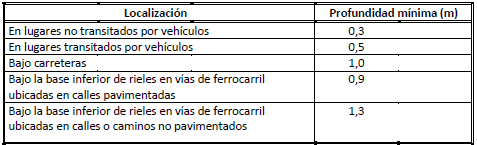 Localización Profundidad mínima (m)
En lugares no transitados por vehículos 0,3
En lugares transitados por vehículos 0,5
Bajo carreteras 1,0
Bajo la base inferior de rieles en vías de ferrocarril 0,9
ubicadas en calles pavimentadas
Bajo la base inferior de rieles en vías de ferrocarril 1,3
ubicadas en calles o caminos no pavimentados